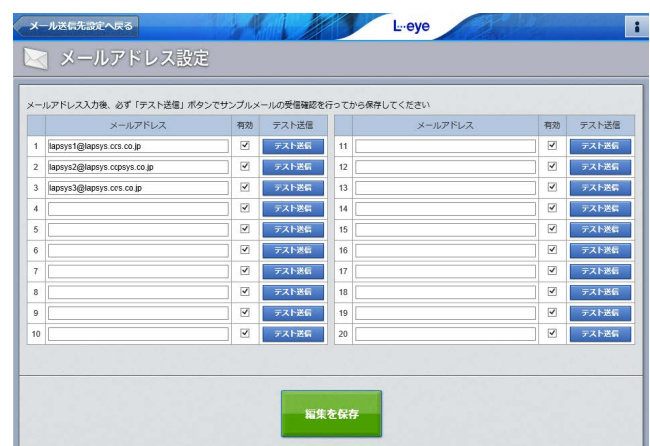 メール送信先設定へ戻る
L·eye
i
メールアドレス設定
メールアドレス入力後、必ず「テスト送信」ボタンでサンプルメールの受信確認を行ってから保存してください
メールアドレス 有効 テスト送信 メールアドレス 有効 テスト送信
1 lapsys1@lapsys.ccs.co.jp テスト送信 11 テスト送信
2 lapsys2@lapsys.ccpsys.co.jp テスト送信 12 テスト送信
3 lapsys3@lapsys.ccs.co.jp テスト送信 13 テスト送信
4 テスト送信 14 テスト送信
5 テスト送信 15 テスト送信
6 テスト送信 16 テスト送信
7 テスト送信 17 テスト送信
8 テスト送信 18 テスト送信
9 テスト送信 19 テスト送信
10 テスト送信 20 テスト送信
編集を保存